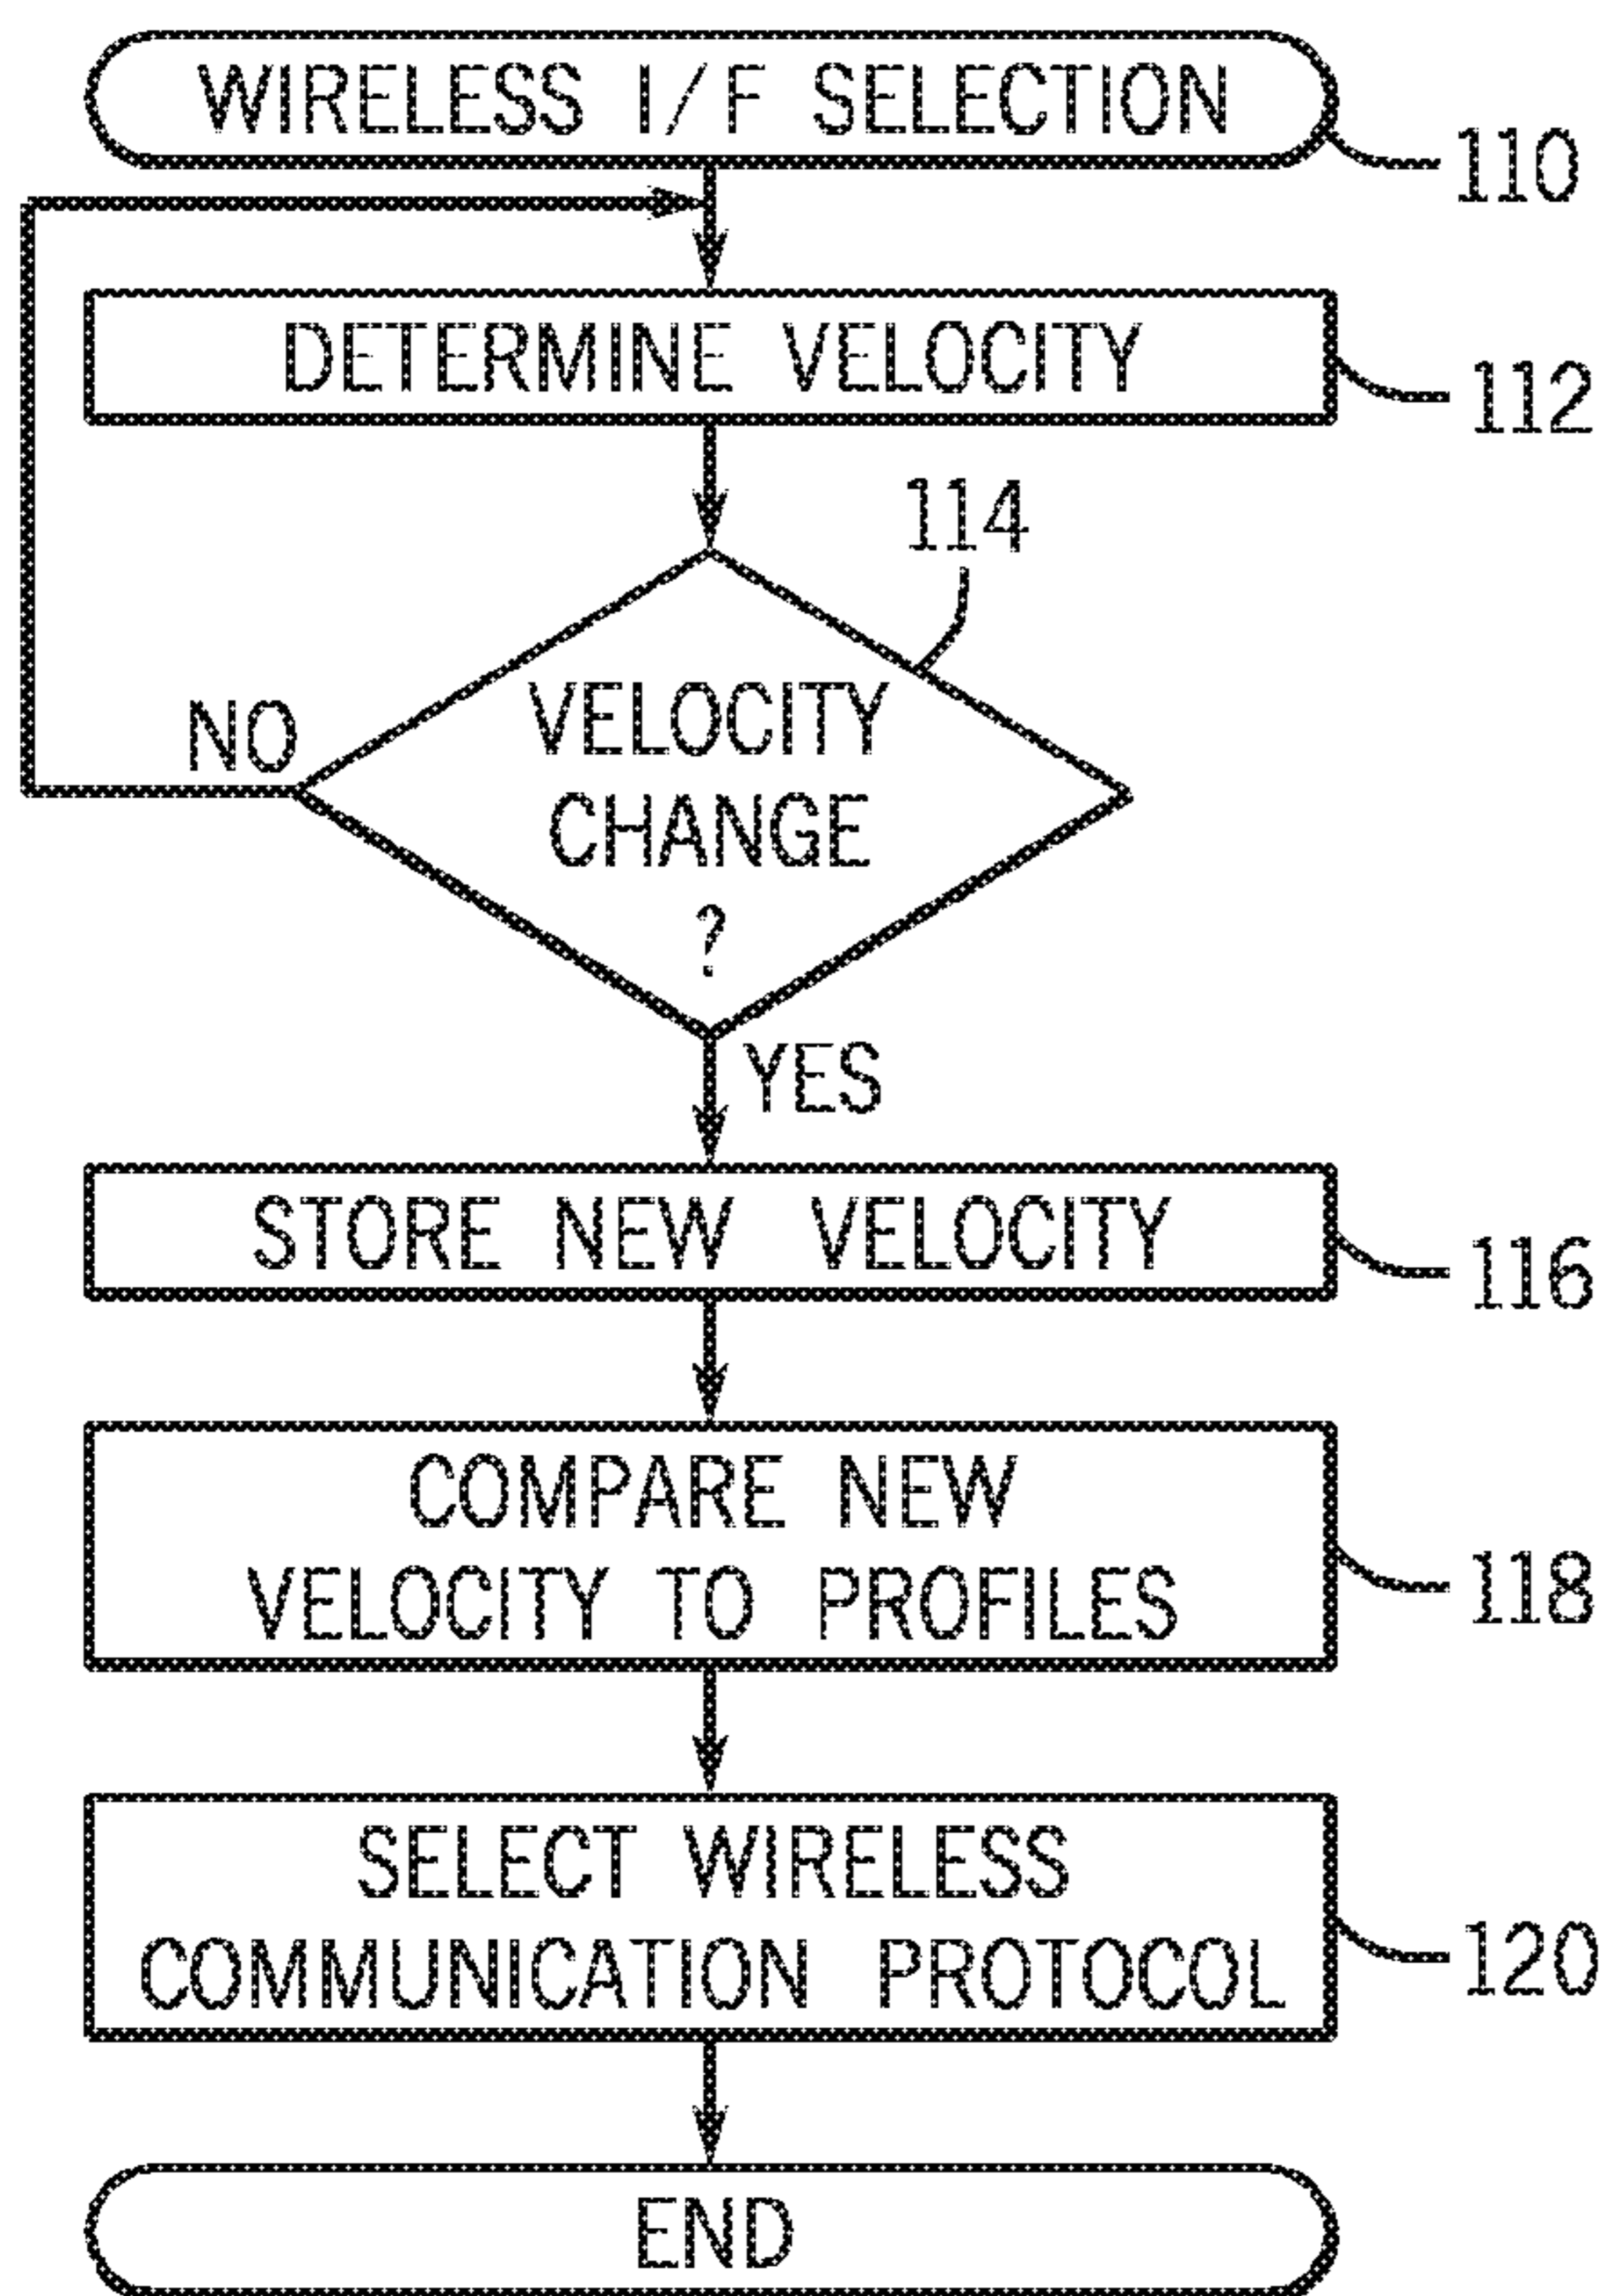 WIRELESS I/F SELECTION
110
DETERMINE VELOCITY
112
114
VELOCITY
CHANGE
?
NO
YES
STORE NEW VELOCITY
116
COMPARE NEW
VELOCITY TO PROFILES
118
SELECT WIRELESS
COMMUNICATION PROTOCOL
120
END